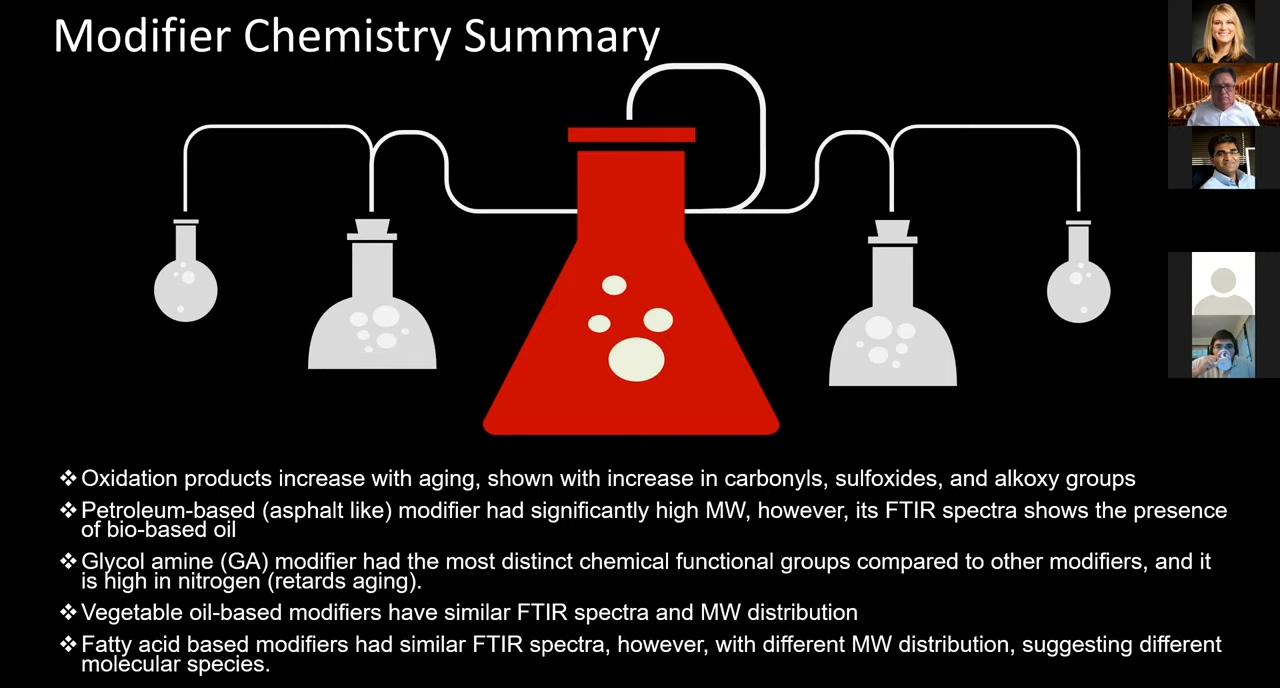 Modifier Chemistry Summary
❖Oxidation products increase with aging, shown with increase in carbonyls, sulfoxides, and alkoxy groups
❖Petroleum-based (asphalt like) modifier had significantly high MW, however, its FTIR spectra shows the presence
of bio-based oil
❖Glycol amine (GA) modifier had the most distinct chemical functional groups compared to other modifiers, and it
is high in nitrogen (retards aging).
❖Vegetable oil-based modifiers have similar FTIR spectra and MW distribution
❖Fatty acid based modifiers had similar FTIR spectra, however, with different MW distribution, suggesting different
molecular species.